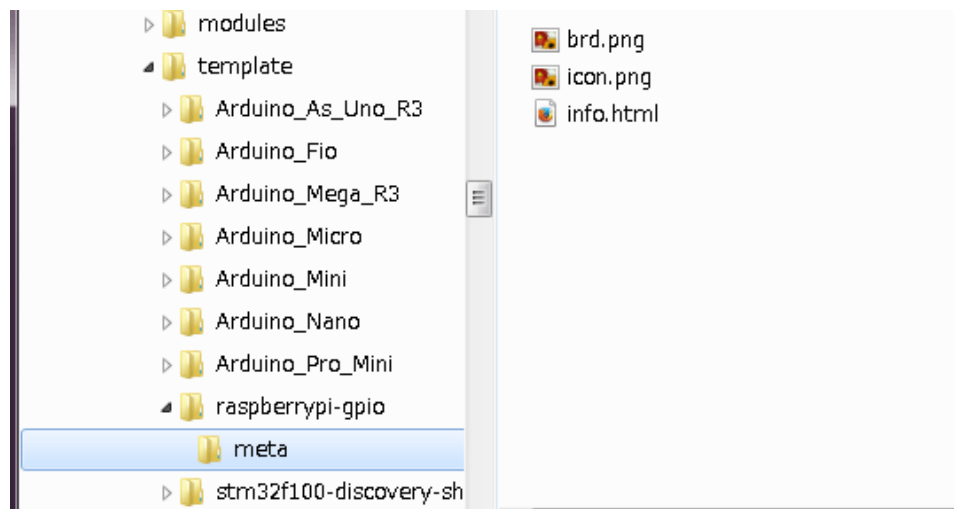 modules
template
Arduino_As_Uno_R3
Arduino_Fio
Arduino_Mega_R3
Arduino_Micro
Arduino_Mini
Arduino_Nano
Arduino_Pro_Mini
raspberrypi-gpio
meta
stm32f100-discovery-sh
brd.png
icon.png
info.html